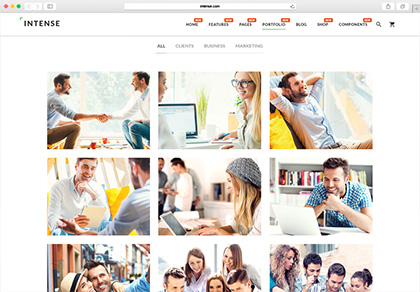 intense.com
INTENSE
NEW NEW NEW NEW NEW NEW
HOME FEATURES PAGES PORTFOLIO BLOG SHOP COMPONENTS
ALL CLIENTS BUSINESS MARKETING